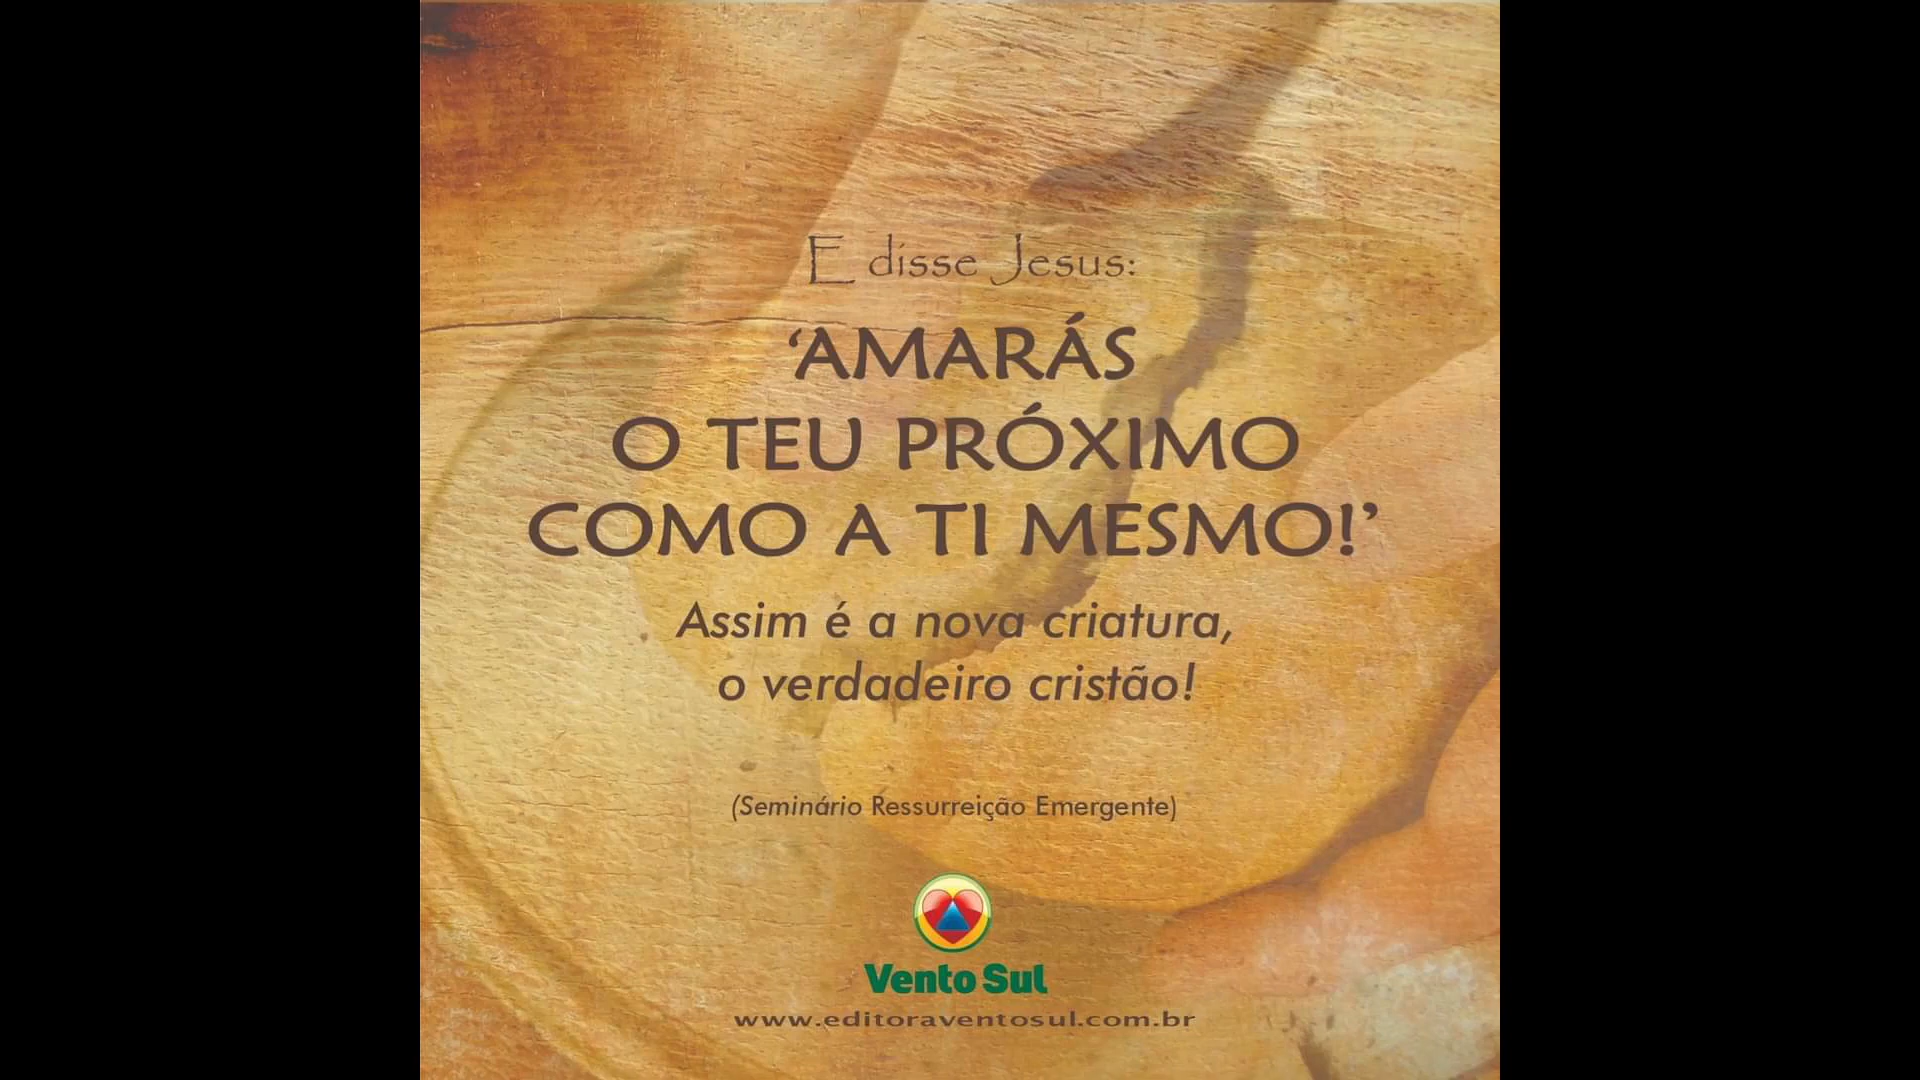 E disse Jesus:
‘AMARÁS
O TEU PRÓXIMO
COMO A TI MESMO!’
Assim é a nova criatura,
o verdadeiro cristão!
(Seminário Ressurreição Emergente)
Vento Sul
www.editoraventosul.com.br